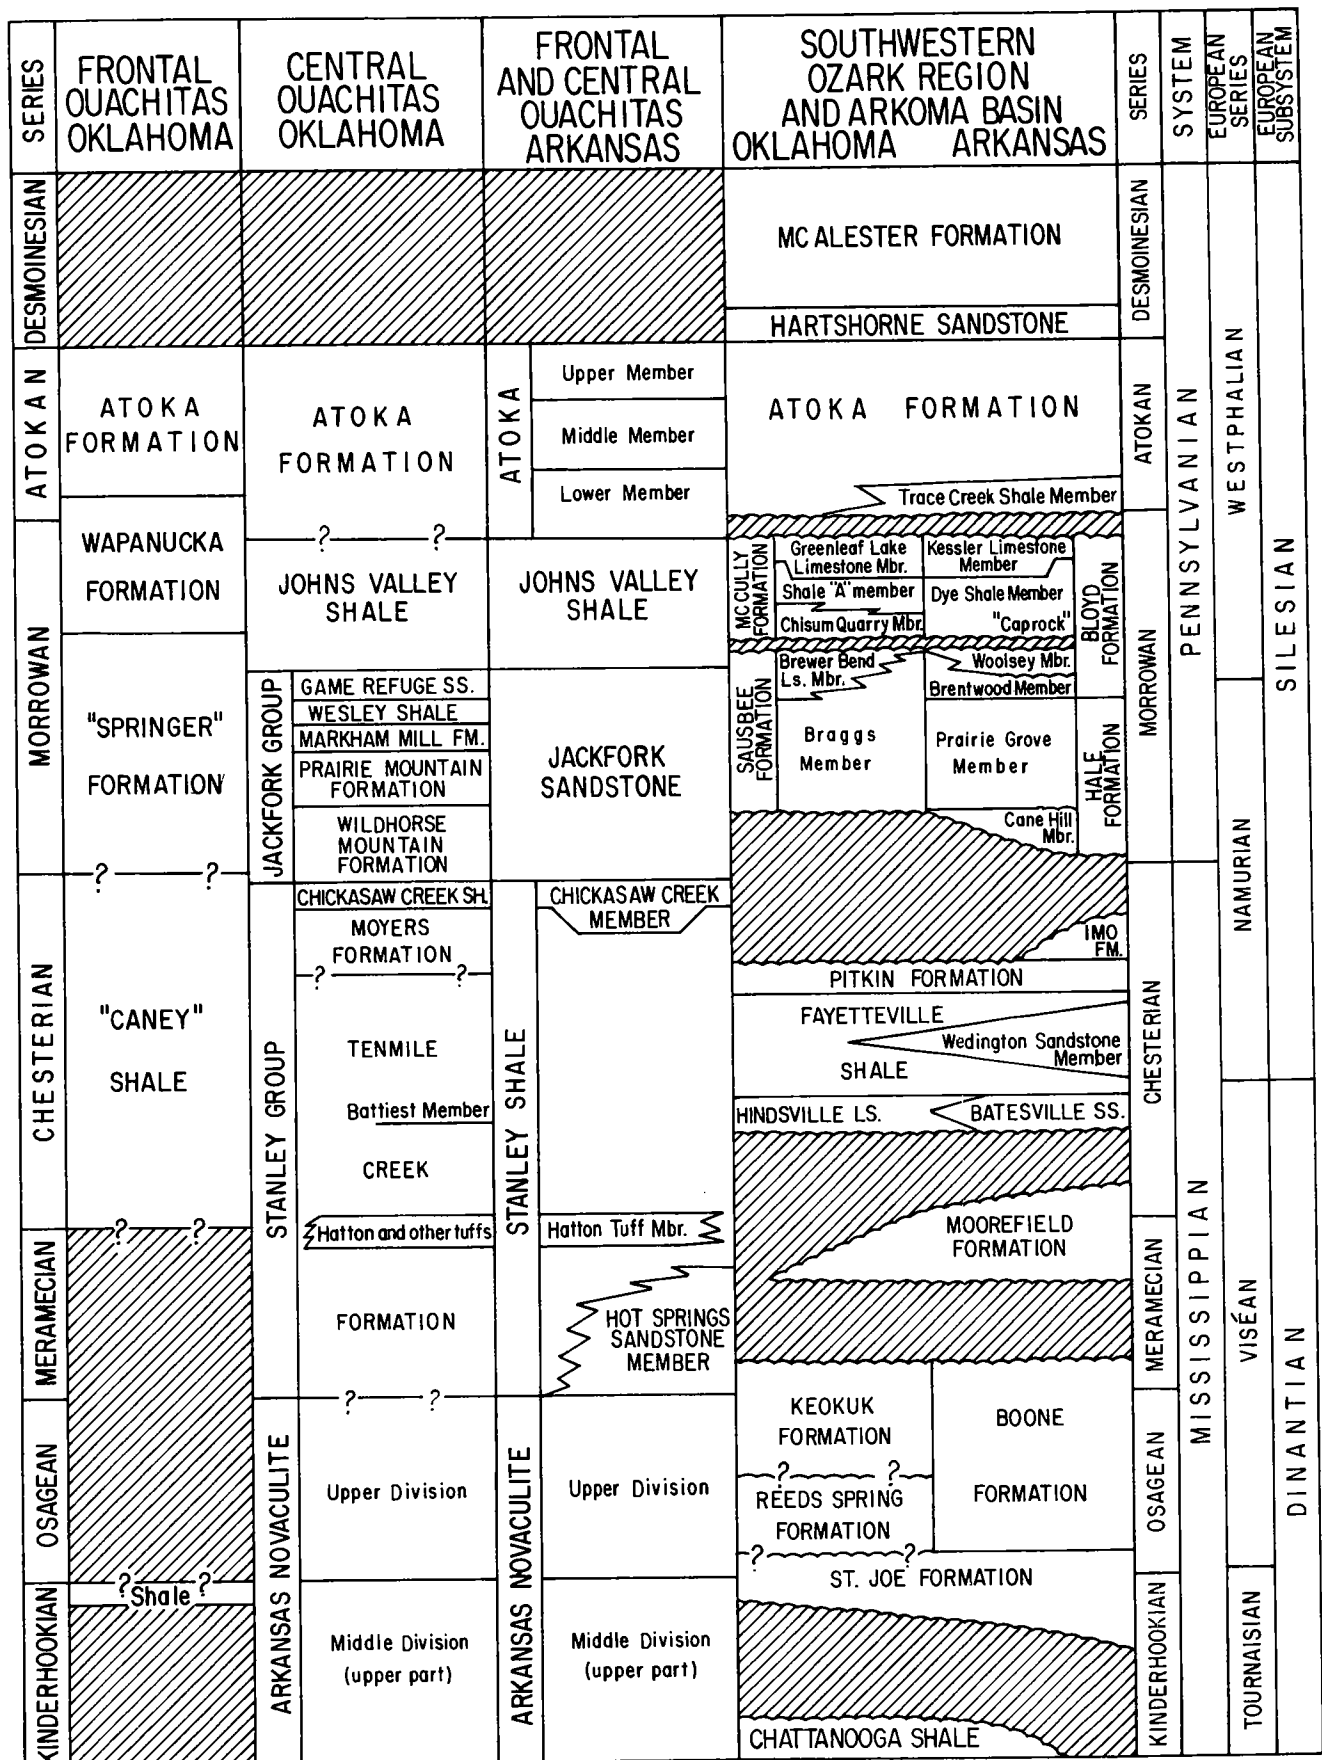 SERIES
FRONTAL
OUACHITAS
OKLAHOMA
CENTRAL
OUACHITAS
OKLAHOMA
FRONTAL
AND CENTRAL
OUACHITAS
ARKANSAS
SOUTHWESTERN
OZARK REGION
AND ARKOMA BASIN
OKLAHOMA ARKANSAS
SERIES
SYSTEM
EUROPEAN
SERIES
EUROPEAN
SUBSYSTEM
DESMOINESIAN
ATOKAN
MORROWAN
CHESTERIAN
MERAMECIAN
OSAGEAN
KINDERHOOKIAN
ATOKA
FORMATION
WAPANUCKA
FORMATION
"SPRINGER"
FORMATION
? ?
"CANEY"
SHALE
? ?
? Shale ?
ATOKA
FORMATION
? ?
JOHNS VALLEY
SHALE
JACKFORK GROUP
GAME REFUGE SS.
WESLEY SHALE
MARKHAM MILL FM.
PRAIRIE MOUNTAIN
FORMATION
WILDHORSE
MOUNTAIN
FORMATION
STANLEY GROUP
CHICKASAW CREEK SH.
MOYERS
FORMATION
? ?
TENMILE
Battiest Member
CREEK
Hatton and other tuffs
FORMATION
? ?
ARKANSAS NOVACULITE
Upper Division
Middle Division
(upper part)
ATOKA
Upper Member
Middle Member
Lower Member
JOHNS VALLEY
SHALE
JACKFORK
SANDSTONE
STANLEY SHALE
CHICKASAW CREEK
MEMBER
Hatton Tuff Mbr.
HOT SPRINGS
SANDSTONE
MEMBER
ARKANSAS NOVACULITE
Upper Division
Middle Division
(upper part)
MC ALESTER FORMATION
HARTSHORNE SANDSTONE
ATOKA FORMATION
Trace Creek Shale Member
MC CULLY
FORMATION
Greenleaf Lake
Limestone Mbr.
Shale "A" member
Chisum Quarry Mbr.
Kessler Limestone
Member
Dye Shale Member
"Caprock"
BLOYD
FORMATION
SAUSBEE
FORMATION
Brewer Bend
Ls. Mbr.
Braggs
Member
Woolsey Mbr.
Brentwood Member
Prairie Grove
Member
Cane Hill
Mbr.
HALE
FORMATION
IMO
FM.
PITKIN FORMATION
FAYETTEVILLE
SHALE
Wedington Sandstone
Member
HINDSVILLE LS.
BATESVILLE SS.
MOOREFIELD
FORMATION
KEOKUK
FORMATION
? ?
REEDS SPRING
FORMATION
? ?
BOONE
FORMATION
ST. JOE FORMATION
CHATTANOOGA SHALE
DESMOINESIAN
ATOKAN
MORROWAN
CHESTERIAN
MERAMECIAN
OSAGEAN
KINDERHOOKIAN
PENNSYLVANIAN
MISSISSIPPIAN
WESTPHALIAN
NAMURIAN
VISÉAN
TOURNAISIAN
SILESIAN
DINANTIAN